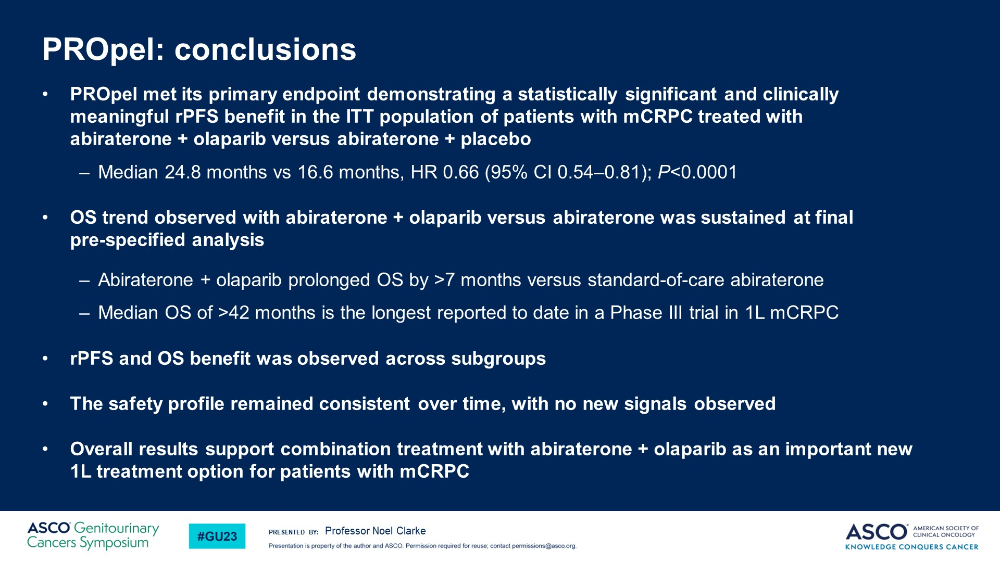 PROpel: conclusions
• PROpel met its primary endpoint demonstrating a statistically significant and clinically
meaningful rPFS benefit in the ITT population of patients with mCRPC treated with
abiraterone + olaparib versus abiraterone + placebo
– Median 24.8 months vs 16.6 months, HR 0.66 (95% CI 0.54–0.81); P<0.0001
• OS trend observed with abiraterone + olaparib versus abiraterone was sustained at final
pre-specified analysis
– Abiraterone + olaparib prolonged OS by >7 months versus standard-of-care abiraterone
– Median OS of >42 months is the longest reported to date in a Phase III trial in 1L mCRPC
• rPFS and OS benefit was observed across subgroups
• The safety profile remained consistent over time, with no new signals observed
• Overall results support combination treatment with abiraterone + olaparib as an important new
1L treatment option for patients with mCRPC
ASCO® Genitourinary
Cancers Symposium
#GU23
PRESENTED BY: Professor Noel Clarke
Presentation is property of the author and ASCO. Permission required for reuse; contact permissions@asco.org.
ASCO® AMERICAN SOCIETY OF
CLINICAL ONCOLOGY
KNOWLEDGE CONQUERS CANCER